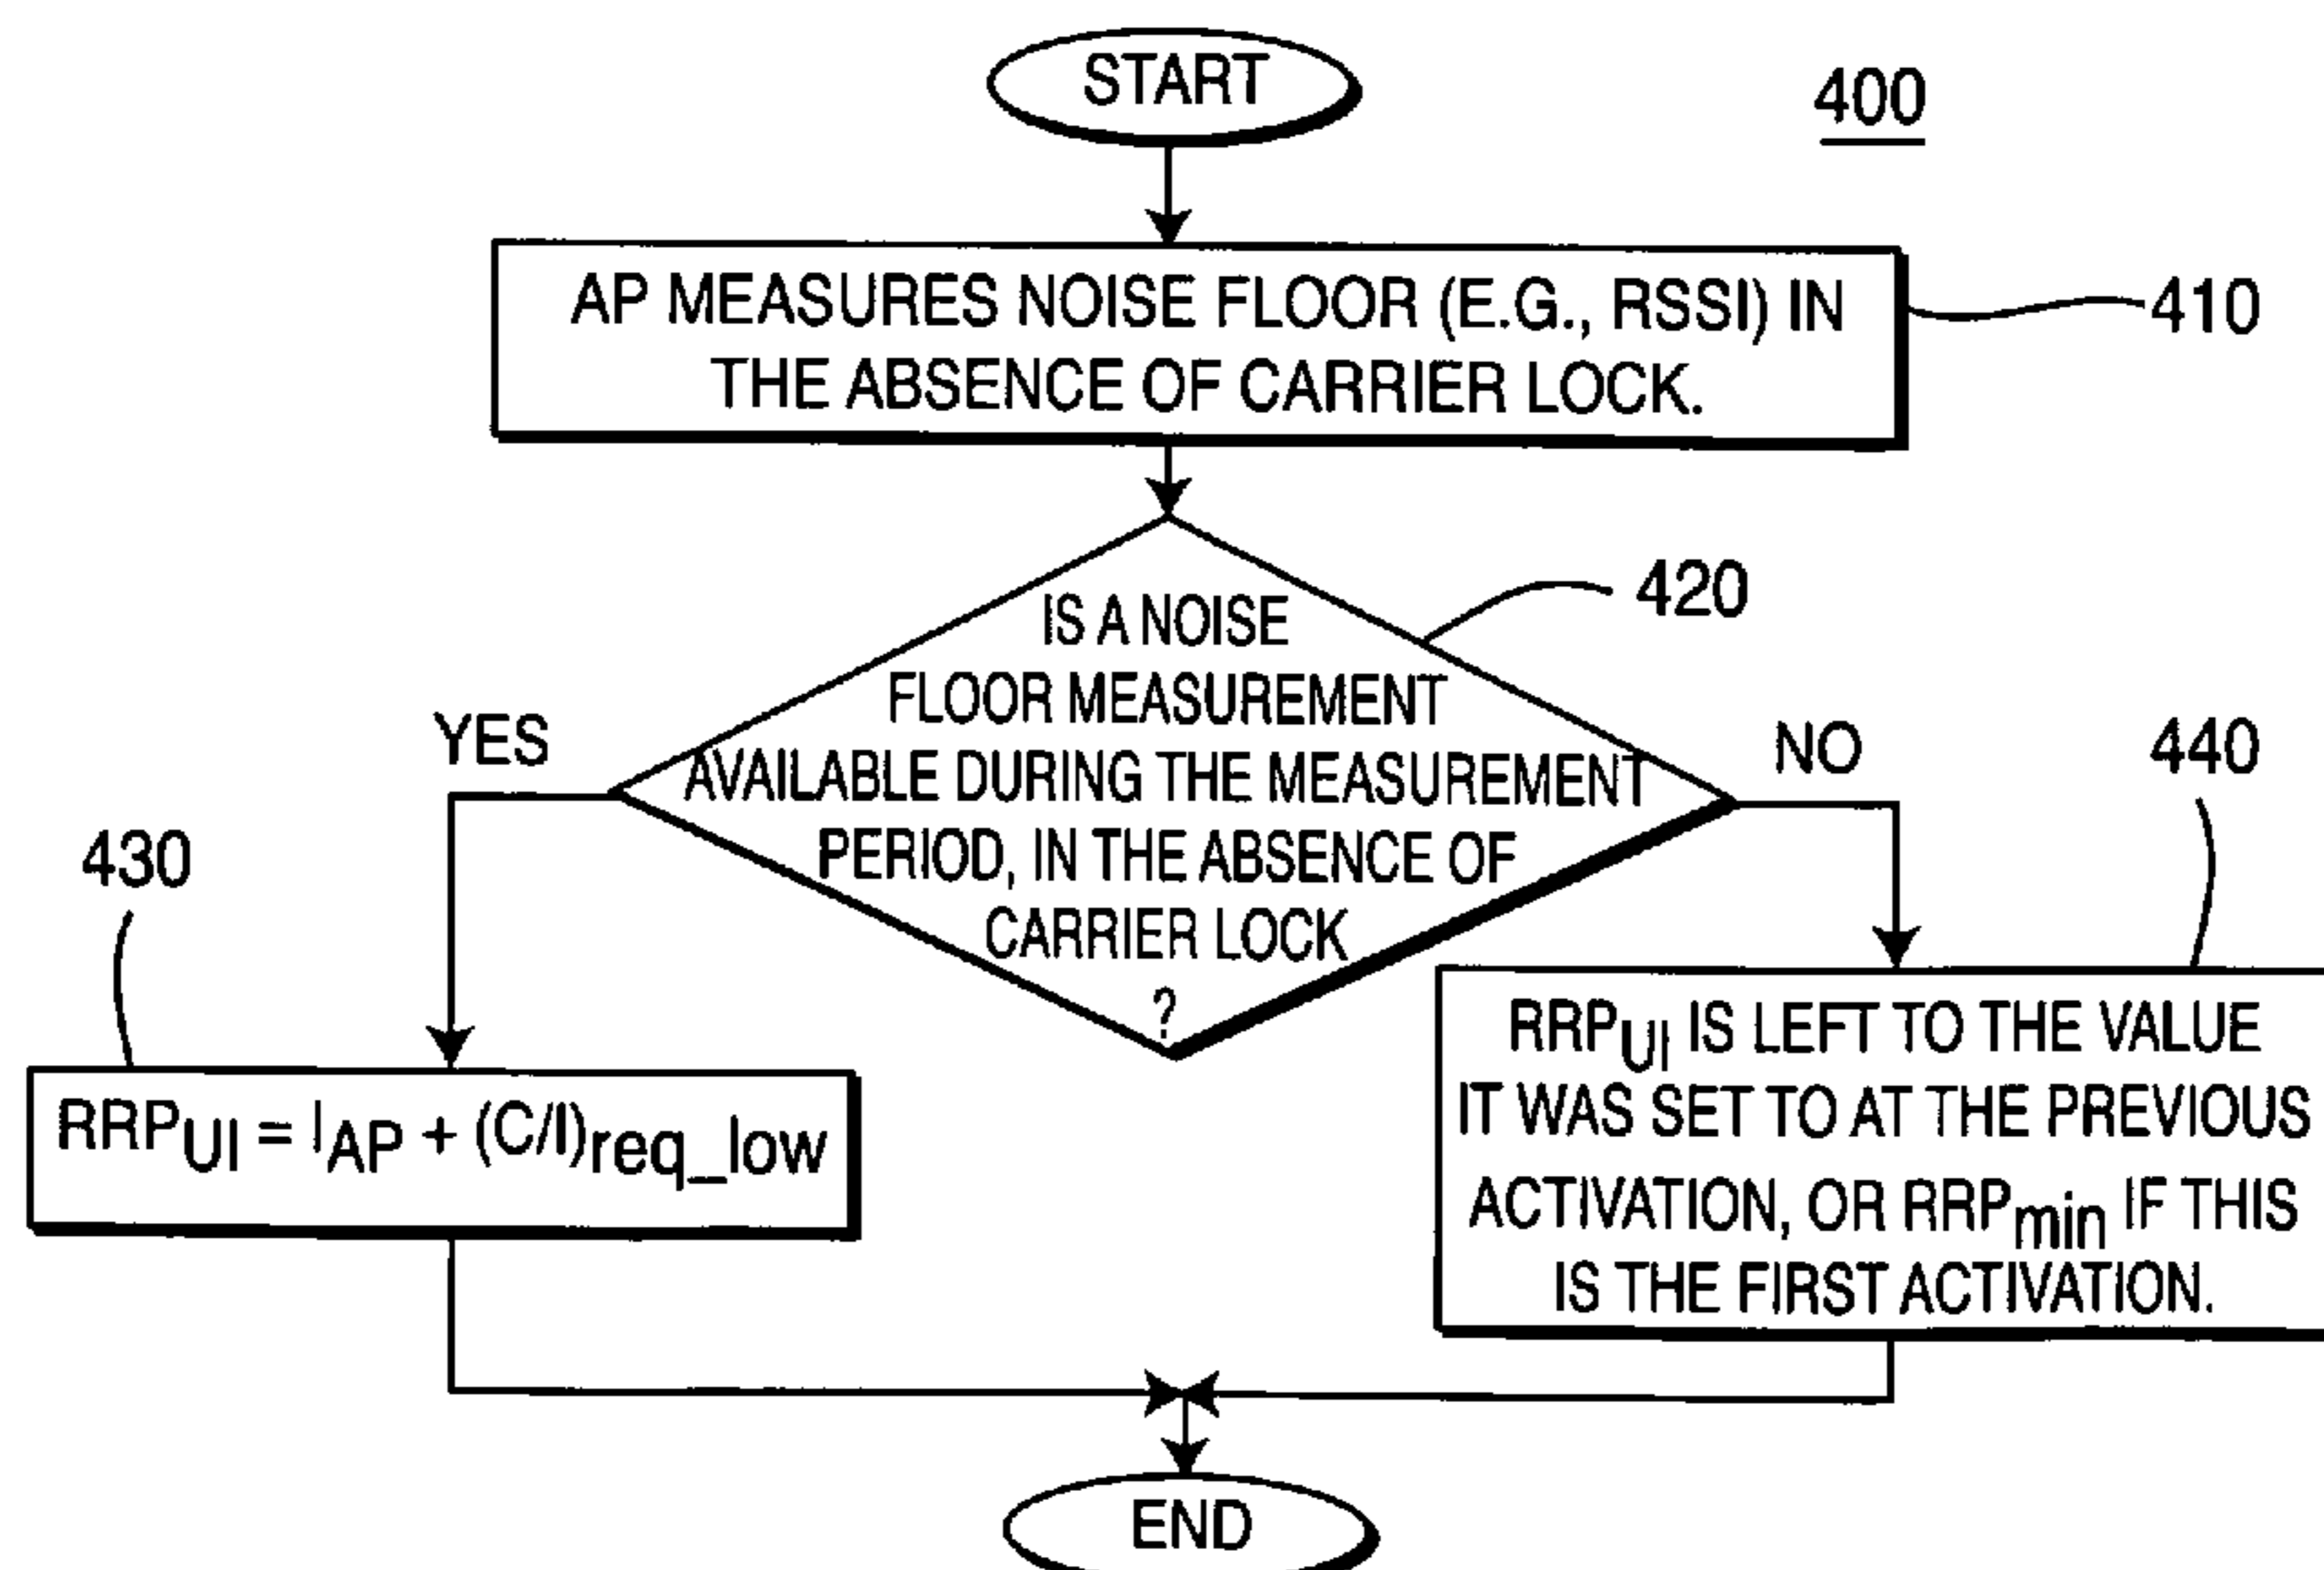 START
400
AP MEASURES NOISE FLOOR (E.G., RSSI) IN
THE ABSENCE OF CARRIER LOCK.
410
IS A NOISE
FLOOR MEASUREMENT
AVAILABLE DURING THE MEASUREMENT
PERIOD, IN THE ABSENCE OF
CARRIER LOCK
?
420
YES
NO
430
440
RRPUI = IAP + (C/I)req_low
RRPUI IS LEFT TO THE VALUE
IT WAS SET TO AT THE PREVIOUS
ACTIVATION, OR RRPmin IF THIS
IS THE FIRST ACTIVATION.
END